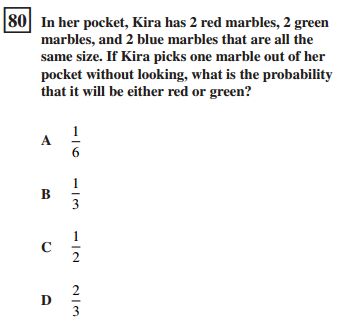 80 In her pocket, Kira has 2 red marbles, 2 green
marbles, and 2 blue marbles that are all the
same size. If Kira picks one marble out of her
pocket without looking, what is the probability
that it will be either red or green?
A 1/6
B 1/3
C 1/2
D 2/3